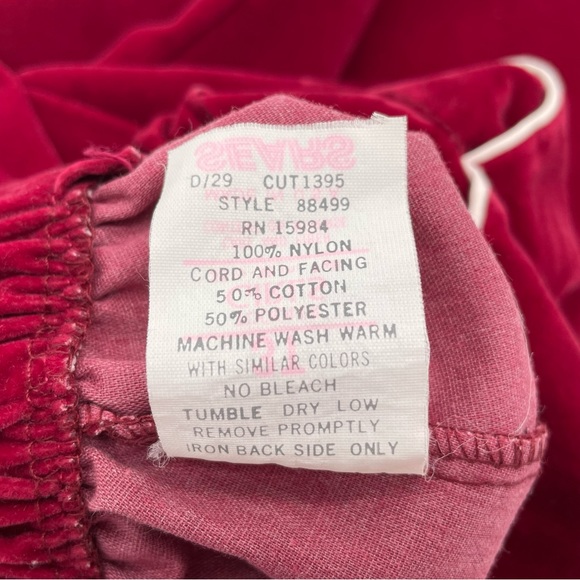 SEARS
D/29 CUT1395
STYLE 88499
RN 15984
100% NYLON
CORD AND FACING
50% COTTON
50% POLYESTER
MACHINE WASH WARM
WITH SIMILAR COLORS
NO BLEACH
TUMBLE DRY LOW
REMOVE PROMPTLY
IRON BACK SIDE ONLY